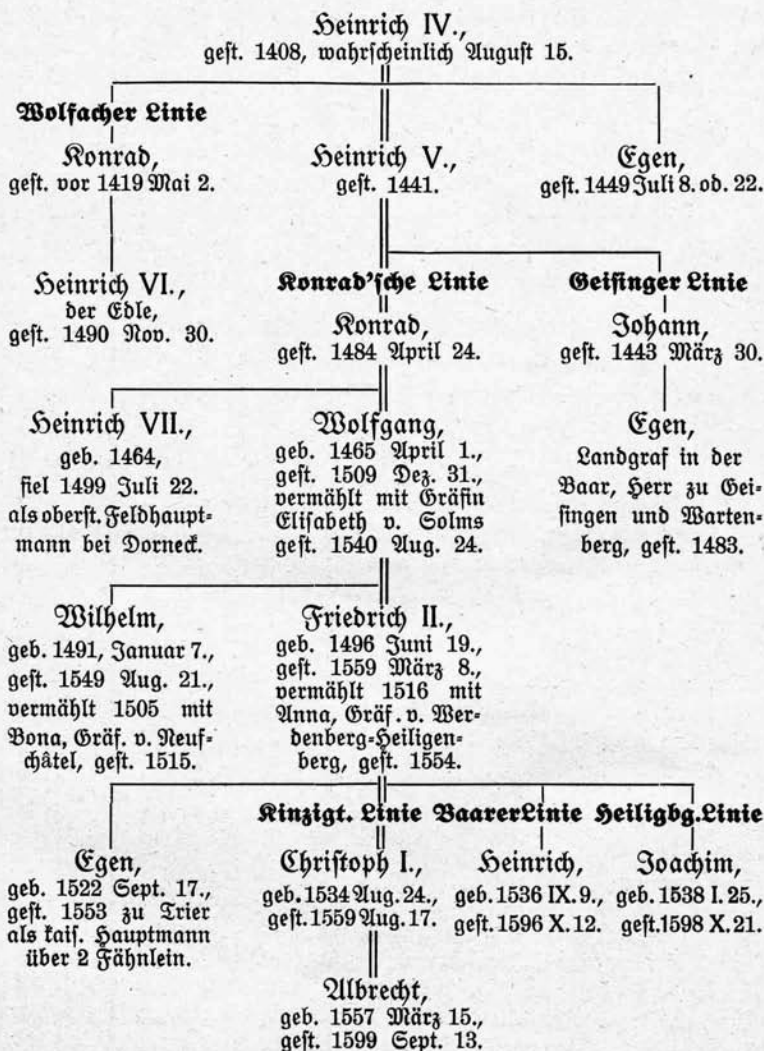 Heinrich IV.,
gest. 1408, wahrscheinlich August 15.
Wolfacher Linie
Konrad,
gest. vor 1419 Mai 2.
Heinrich V.,
gest. 1441.
Egen,
gest. 1449 Juli 8. od. 22.
Heinrich VI.,
der Edle,
gest. 1490 Nov. 30.
Konrad'sche Linie
Konrad,
gest. 1484 April 24.
Geisinger Linie
Johann,
gest. 1443 März 30.
Heinrich VII.,
geb. 1464,
fiel 1499 Juli 22.
als oberst. Feldhaupt=
mann bei Dorneck.
Wolfgang,
geb. 1465 April 1.,
gest. 1509 Dez. 31.,
vermählt mit Gräfin
Elisabeth v. Solms
gest. 1540 Aug. 24.
Egen,
Landgraf in der
Baar, Herr zu Gei=
singen und Warten=
berg, gest. 1483.
Wilhelm,
geb. 1491, Januar 7.,
gest. 1549 Aug. 21.,
vermählt 1505 mit
Bona, Gräf. v. Neuf=
châtel, gest. 1515.
Friedrich II.,
geb. 1496 Juni 19.,
gest. 1559 März 8.,
vermählt 1516 mit
Anna, Gräf. v. Wer=
denberg=Heiligen=
berg, gest. 1554.
Kinzigt. Linie Baarer Linie Heiligbg. Linie
Egen,
geb. 1522 Sept. 17.,
gest. 1553 zu Trier
als kais. Hauptmann
über 2 Fähnlein.
Christoph I.,
geb. 1534 Aug. 24.,
gest. 1559 Aug. 17.
Heinrich,
geb. 1536 IX. 9.,
gest. 1596 X. 12.
Joachim,
geb. 1538 I. 25.,
gest. 1598 X. 21.
Albrecht,
geb. 1557 März 15.,
gest. 1599 Sept. 13.